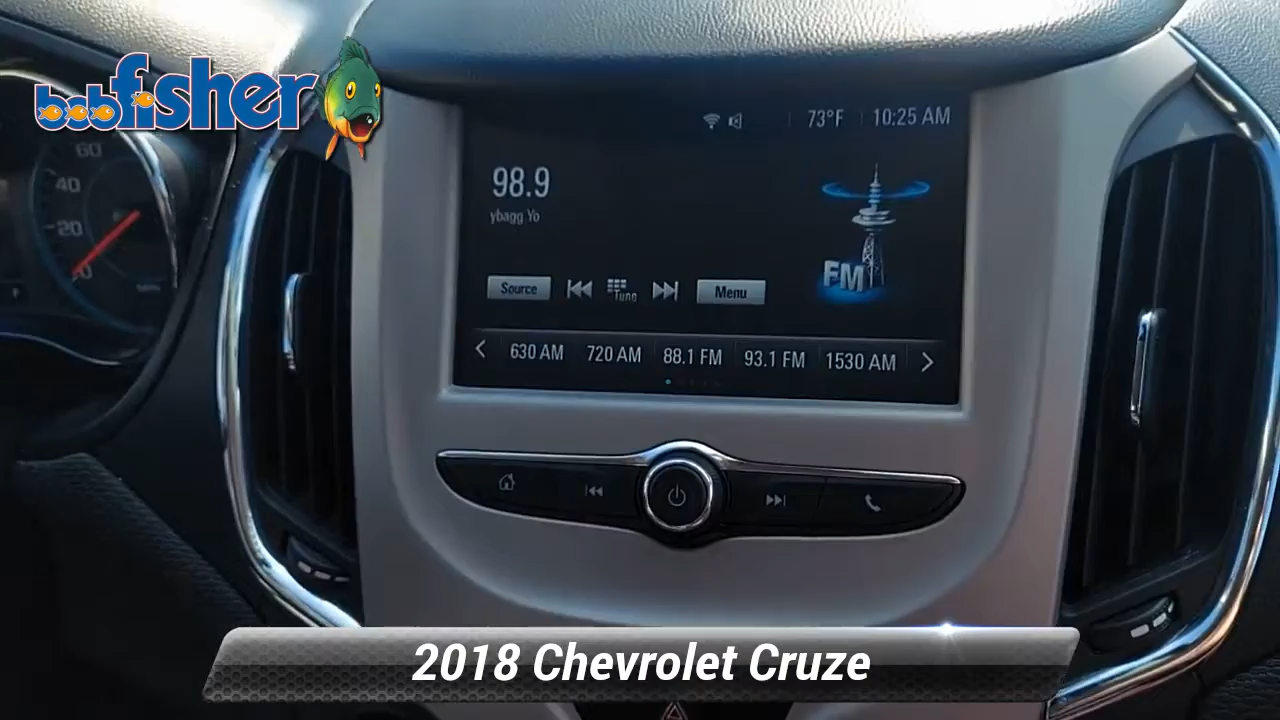 bobfisher
60
40
20
73°F
10:25 AM
98.9
ybagg Yo
FM
Source
Tune
Menu
630 AM
720 AM
88.1 FM
93.1 FM
1530 AM
2018 Chevrolet Cruze